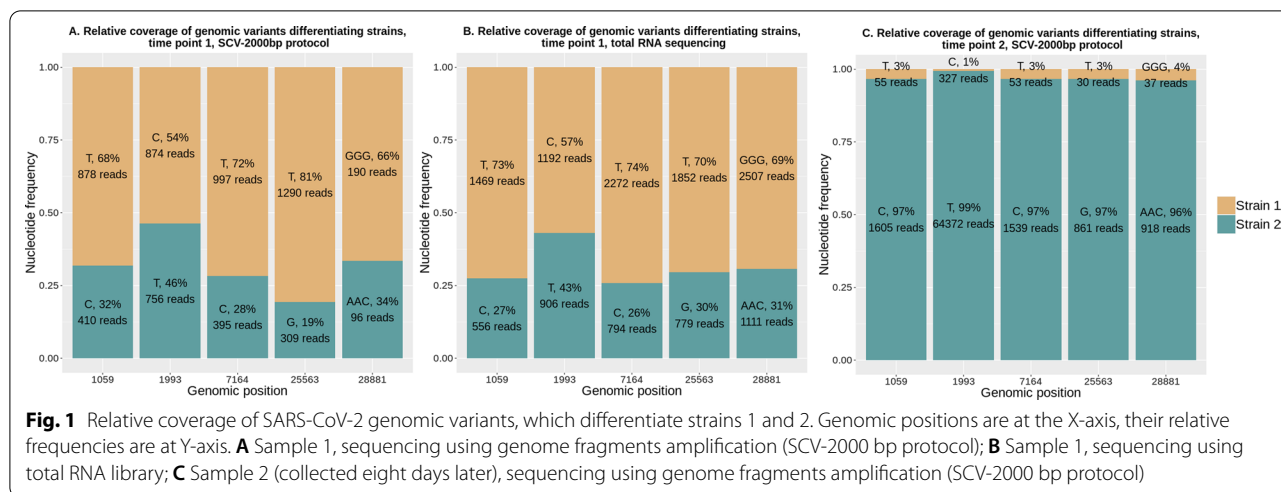 A. Relative coverage of genomic variants differentiating strains,
time point 1, SCV-2000bp protocol
Nucleotide frequency
1.00
0.75
0.50
0.25
0.00
T, 68%
878 reads
C, 32%
410 reads
C, 54%
874 reads
T, 46%
756 reads
T, 72%
997 reads
C, 28%
395 reads
T, 81%
1290 reads
G, 19%
309 reads
GGG, 66%
190 reads
AAC, 34%
96 reads
1059 1993 7164 25563 28881
Genomic position
B. Relative coverage of genomic variants differentiating strains,
time point 1, total RNA sequencing
Nucleotide frequency
1.00
0.75
0.50
0.25
0.00
T, 73%
1469 reads
C, 27%
556 reads
C, 57%
1192 reads
T, 43%
906 reads
T, 74%
2272 reads
C, 26%
794 reads
T, 70%
1852 reads
G, 30%
779 reads
GGG, 69%
2507 reads
AAC, 31%
1111 reads
1059 1993 7164 25563 28881
Genomic position
C. Relative coverage of genomic variants differentiating strains,
time point 2, SCV-2000bp protocol
Nucleotide frequency
1.00
0.75
0.50
0.25
0.00
T, 3%
55 reads
C, 97%
1605 reads
C, 1%
327 reads
T, 99%
64372 reads
T, 3%
53 reads
C, 97%
1539 reads
T, 3%
30 reads
G, 97%
861 reads
GGG, 4%
37 reads
AAC, 96%
918 reads
1059 1993 7164 25563 28881
Genomic position
Strain 1
Strain 2
Fig. 1 Relative coverage of SARS-CoV-2 genomic variants, which differentiate strains 1 and 2. Genomic positions are at the X-axis, their relative
frequencies are at Y-axis. A Sample 1, sequencing using genome fragments amplification (SCV-2000 bp protocol); B Sample 1, sequencing using
total RNA library; C Sample 2 (collected eight days later), sequencing using genome fragments amplification (SCV-2000 bp protocol)